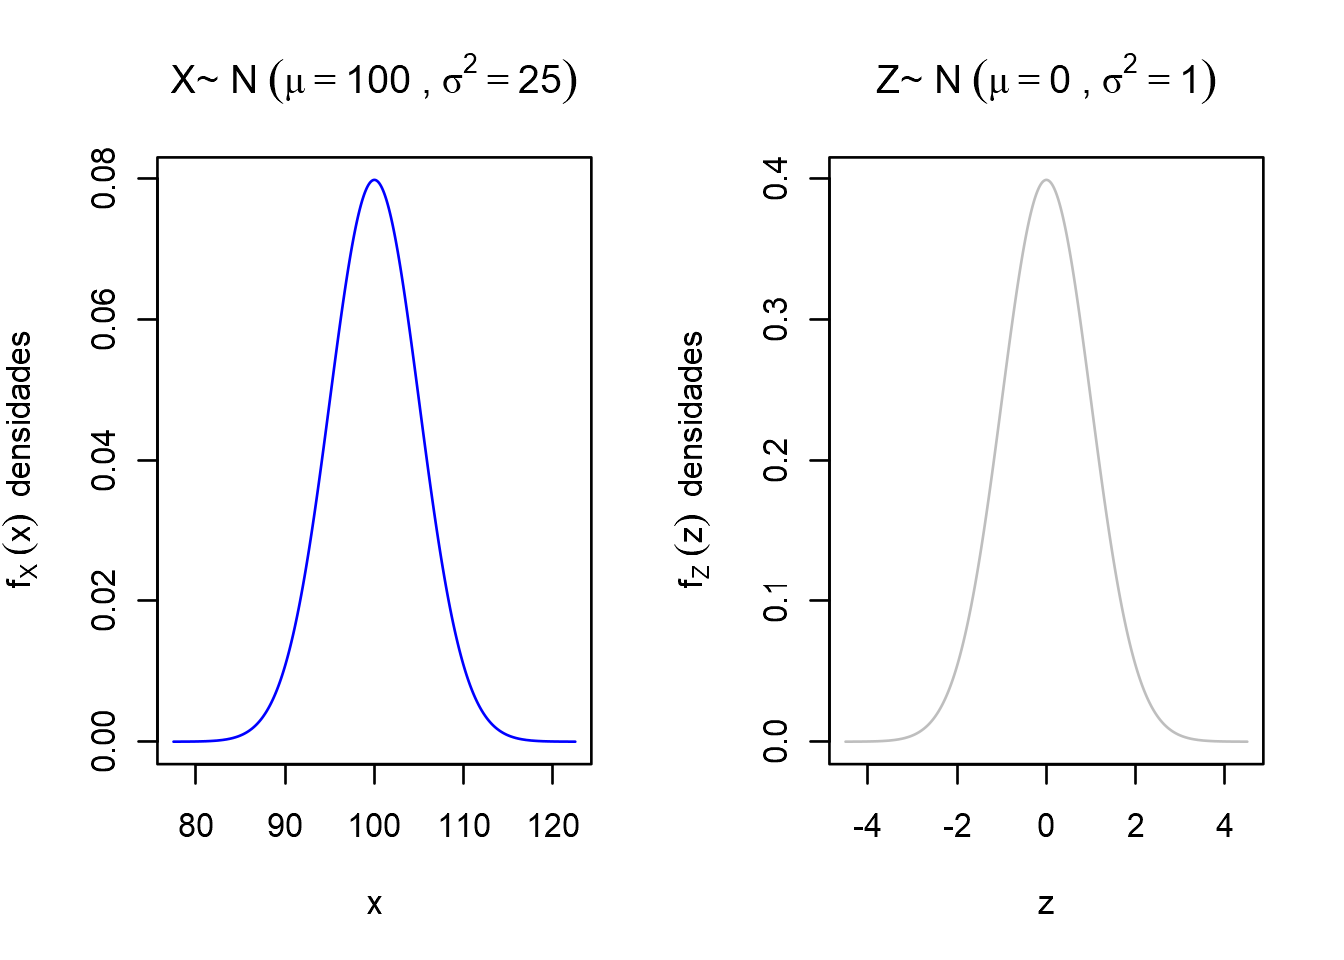 X~ N (μ = 100 , σ² = 25)
f_X (x) densidades
0.08
0.06
0.04
0.02
0.00
80 90 100 110 120
x
Z~ N (μ = 0 , σ² = 1)
f_Z (z) densidades
0.4
0.3
0.2
0.1
0.0
-4 -2 0 2 4
z